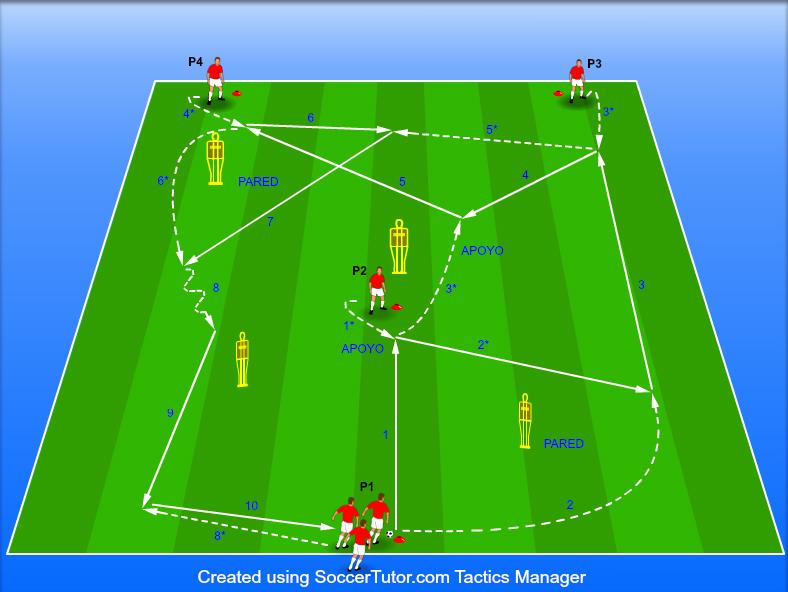 P4
P3
4*
6
5*
3*
6*
PARED
5
4
7
APOYO
P2
8
3*
3
1*
APOYO
2*
9
1
PARED
P1
10
2
8*
Created using SoccerTutor.com Tactics Manager